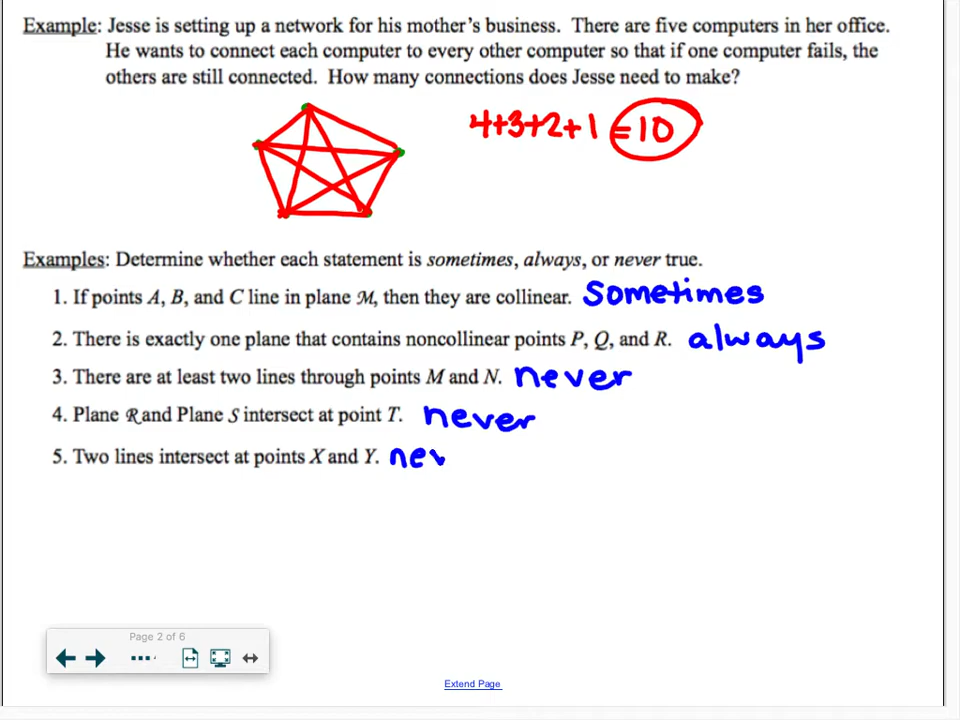 Example: Jesse is setting up a network for his mother's business. There are five computers in her office.
He wants to connect each computer to every other computer so that if one computer fails, the
others are still connected. How many connections does Jesse need to make?
4+3+2+1 =10
Examples: Determine whether each statement is sometimes, always, or never true.
1. If points A, B, and C line in plane M, then they are collinear. Sometimes
2. There is exactly one plane that contains noncollinear points P, Q, and R. always
3. There are at least two lines through points M and N. never
4. Plane R and Plane S intersect at point T. never
5. Two lines intersect at points X and Y. nev
Page 2 of 6
Extend Page